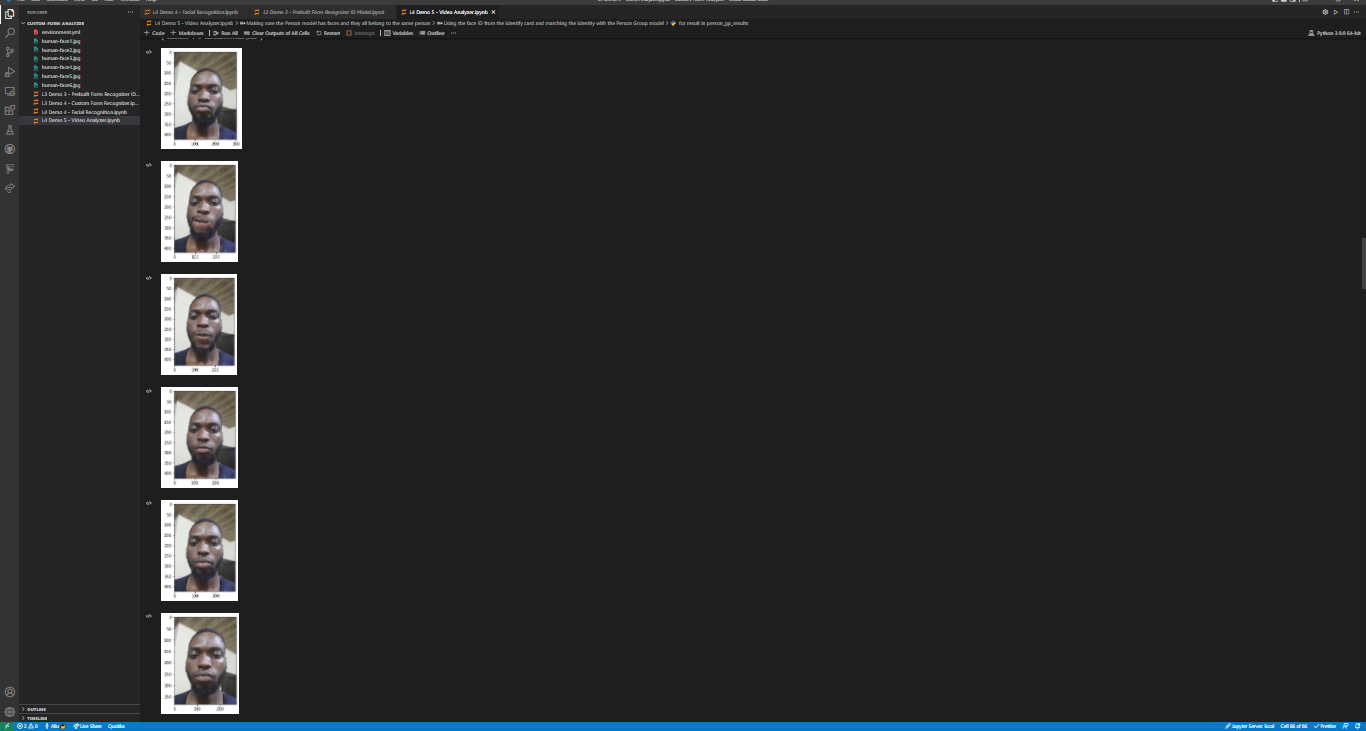 EXPLORER
CUSTOM-FORM-ANALYZER
environment.yml
human-face1.jpg
human-face2.jpg
human-face3.jpg
human-face4.jpg
human-face5.jpg
human-face6.jpg
L3 Demo 3 - Prebuilt Form Recognizer ID...
L3 Demo 4 - Custom Form Recognizer.ip...
L4 Demo 4 - Facial Recognition.ipynb
L4 Demo 5 - Video Analyzer.ipynb
OUTLINE
TIMELINE
L4 Demo 4 - Facial Recognition.ipynb
L3 Demo 3 - Prebuilt Form Recognizer ID Model.ipynb
L4 Demo 5 - Video Analyzer.ipynb
L4 Demo 5 - Video Analyzer.ipynb > Making sure the Person model has faces and they all belong to the same person > Using the face ID from the identify card and matching the identity with the Person Group model > for result in person_gp_results
+ Code + Markdown Run All Clear Outputs of All Cells Restart Interrupt Variables Outline ...
Python 3.9.0 64-bit
0
50
100
150
200
250
300
350
400
0 100 200 300
0
50
100
150
200
250
300
350
400
0 100 200
0
50
100
150
200
250
300
350
400
0 100 200
0
50
100
150
200
250
300
350
400
0 100 200
0
50
100
150
200
250
300
350
400
0 100 200
0
50
100
150
200
250
300
350
0 100 200
2 0 Live Share Quokka
Jupyter Server: local Cell 86 of 86 Prettier